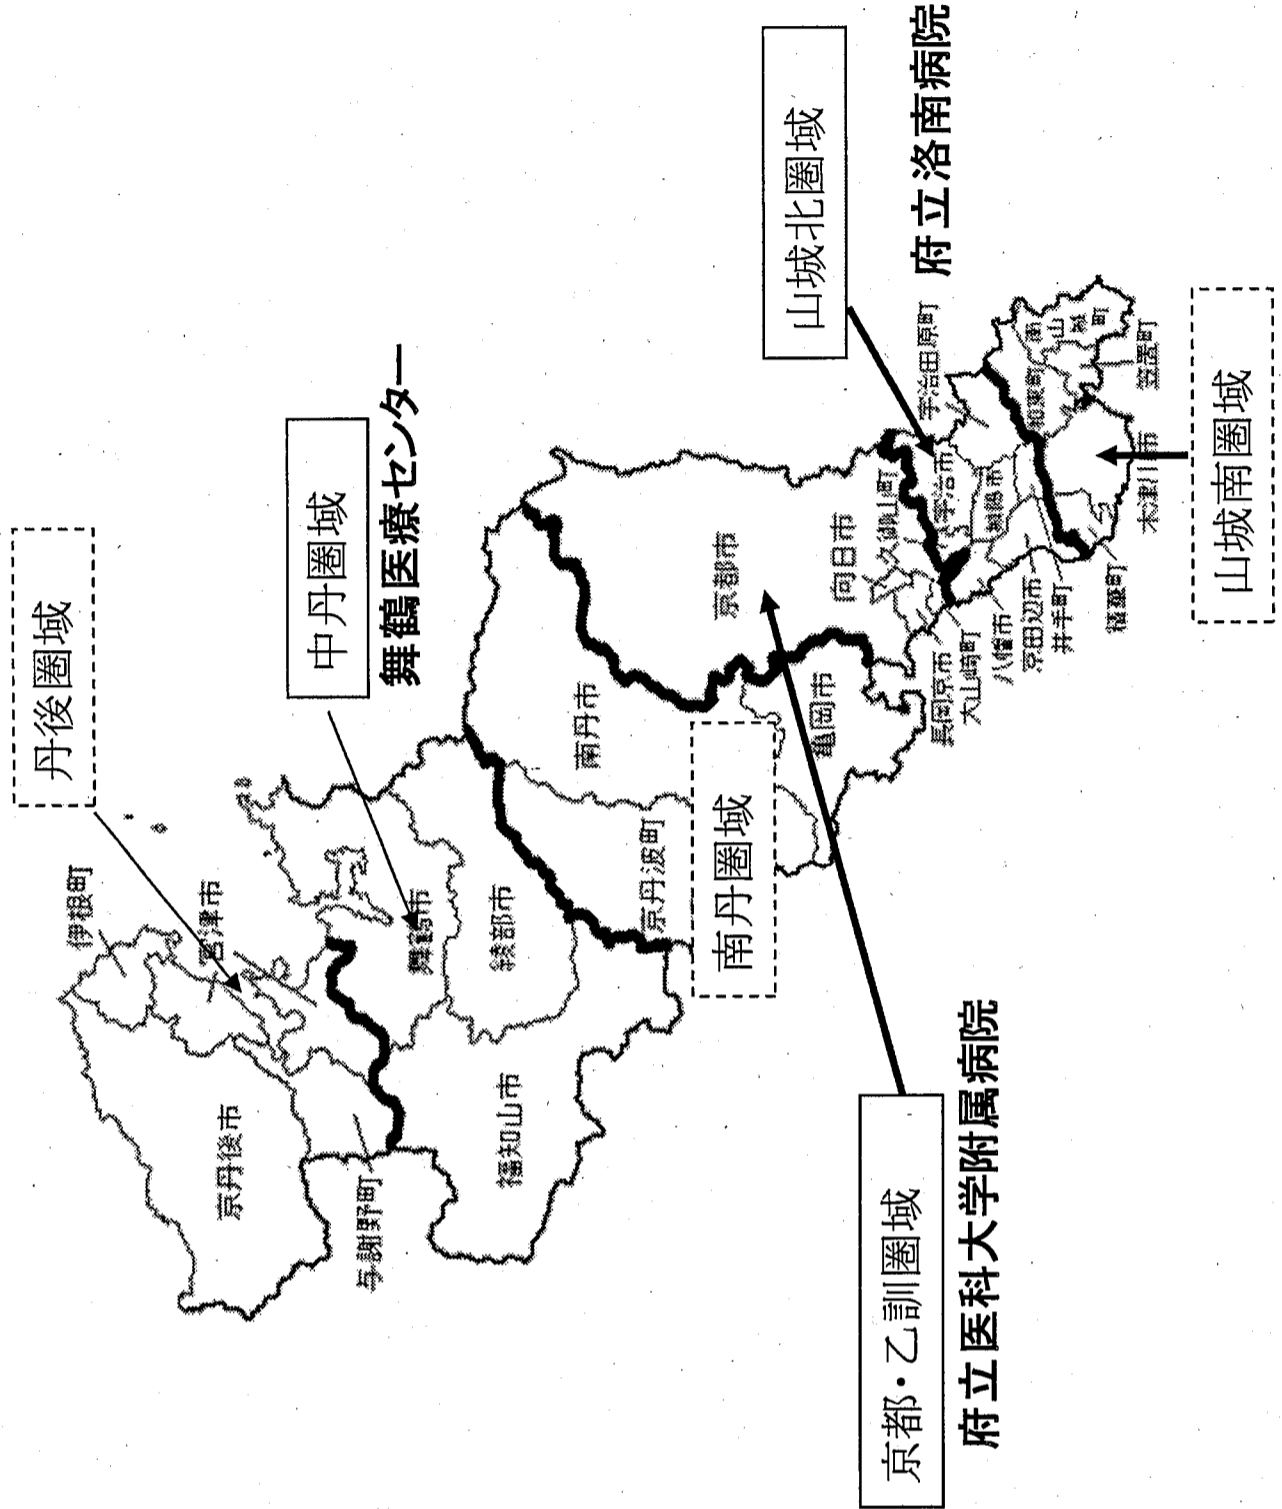 丹後圏域
中丹圏域
舞鶴医療センター
山城北圏域
府立洛南病院
伊根町
宮津市
京丹後市
与謝野町
舞鶴市
綾部市
福知山市
南丹市
京丹波町
南丹圏域
亀岡市
京都市
向日市
長岡京市
大山崎町
久御山町
宇治市
宇治田原町
城陽市
八幡市
京田辺市
井手町
精華町
和束町
南山城町
笠置町
木津川市
山城南圏域
京都・乙訓圏域
府立医科大学附属病院